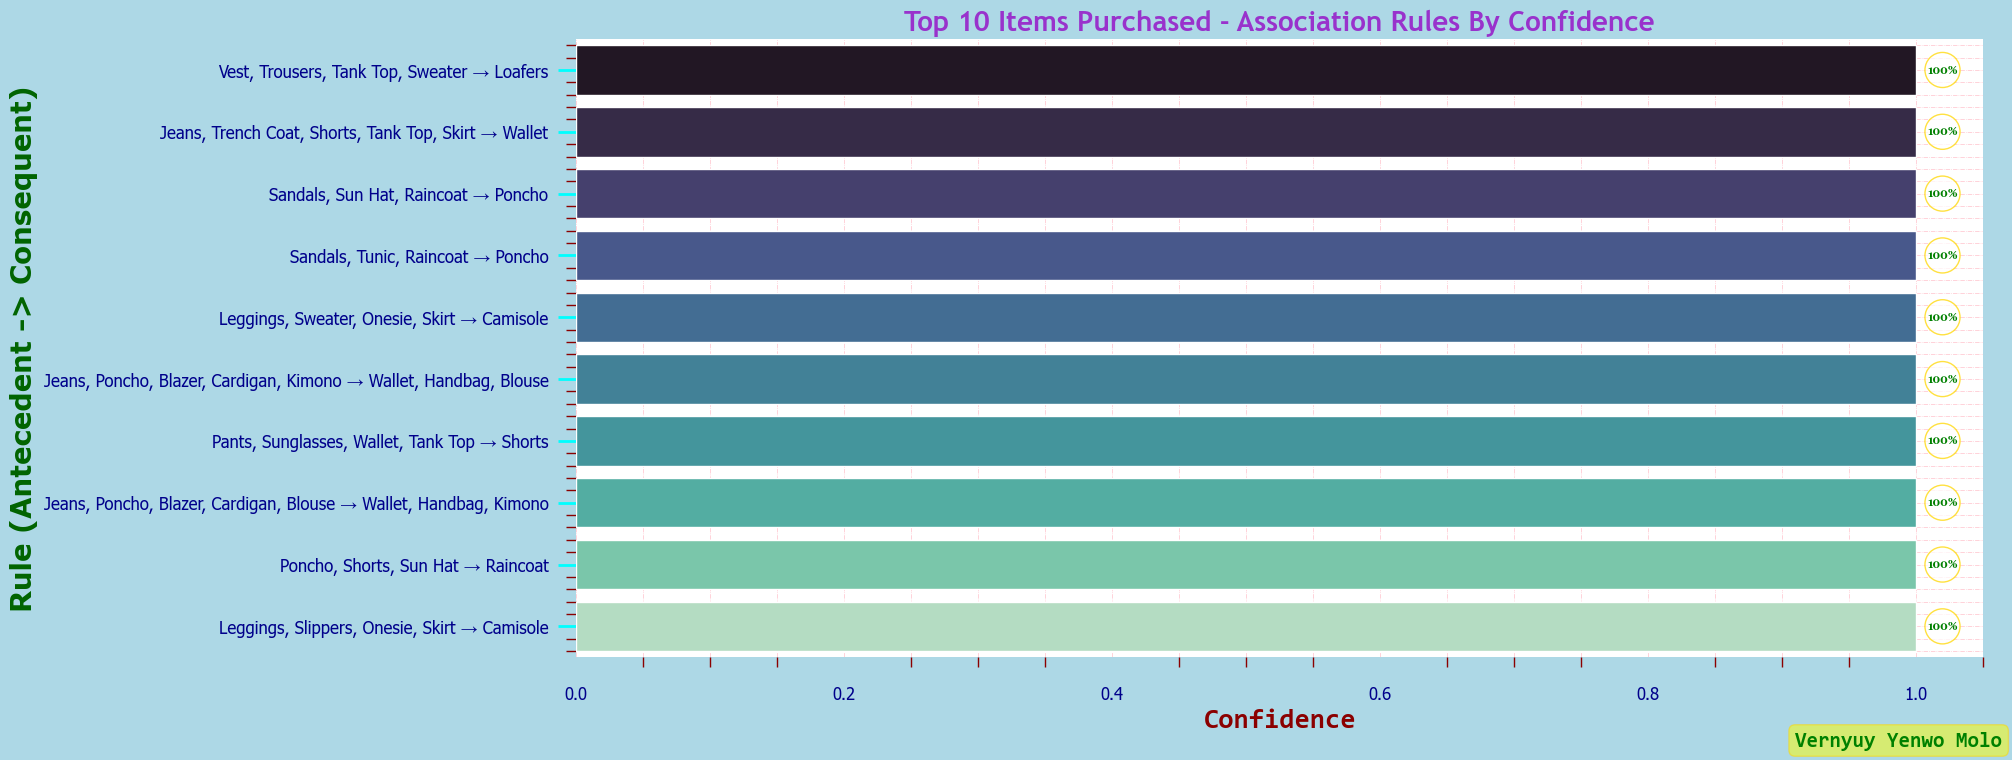 Top 10 Items Purchased - Association Rules By Confidence
Rule (Antecedent -> Consequent)
Vest, Trousers, Tank Top, Sweater → Loafers
100%
Jeans, Trench Coat, Shorts, Tank Top, Skirt → Wallet
100%
Sandals, Sun Hat, Raincoat → Poncho
100%
Sandals, Tunic, Raincoat → Poncho
100%
Leggings, Sweater, Onesie, Skirt → Camisole
100%
Jeans, Poncho, Blazer, Cardigan, Kimono → Wallet, Handbag, Blouse
100%
Pants, Sunglasses, Wallet, Tank Top → Shorts
100%
Jeans, Poncho, Blazer, Cardigan, Blouse → Wallet, Handbag, Kimono
100%
Poncho, Shorts, Sun Hat → Raincoat
100%
Leggings, Slippers, Onesie, Skirt → Camisole
100%
0.0 0.2 0.4 0.6 0.8 1.0
Confidence
Vernyuy Yenwo Molo